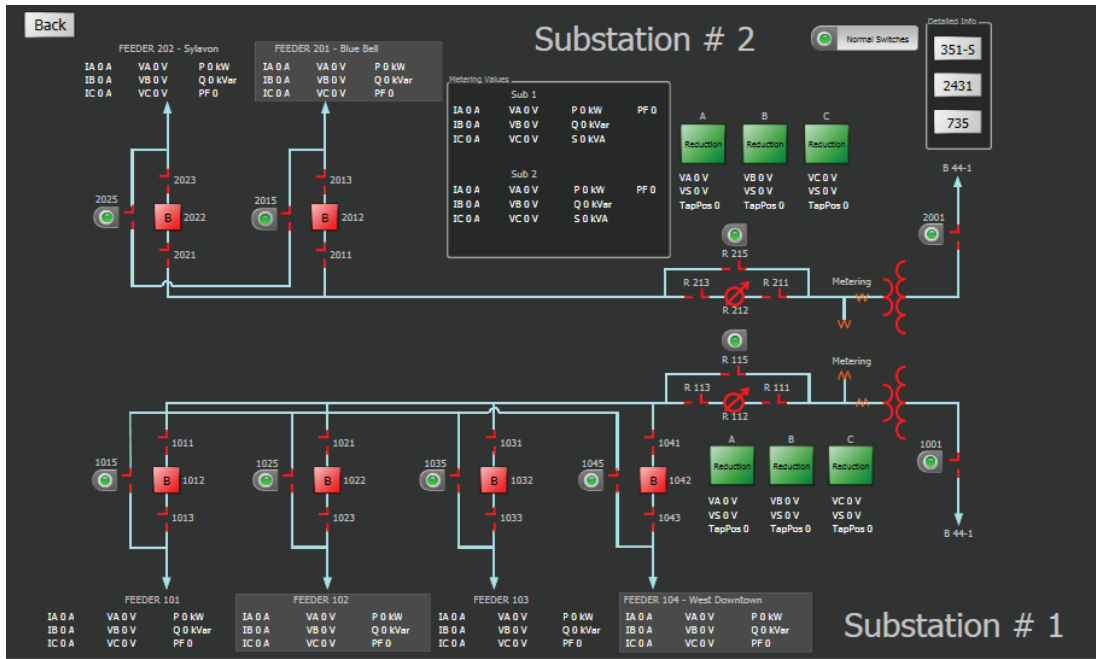 Back
Substation # 2
Normal Switches
Detailed Info
351-S
2431
735
FEEDER 202 - Sylavon
IA 0 A VA 0 V P 0 kW
IB 0 A VB 0 V Q 0 kVar
IC 0 A VC 0 V PF 0
FEEDER 201 - Blue Bell
IA 0 A VA 0 V P 0 kW
IB 0 A VB 0 V Q 0 kVar
IC 0 A VC 0 V PF 0
Metering Values
Sub 1
IA 0 A VA 0 V P 0 kW PF 0
IB 0 A VB 0 V Q 0 kVar
IC 0 A VC 0 V S 0 kVA
Sub 2
IA 0 A VA 0 V P 0 kW PF 0
IB 0 A VB 0 V Q 0 kVar
IC 0 A VC 0 V S 0 kVA
A B C
Reduction Reduction Reduction
VA 0 V VB 0 V VC 0 V
VS 0 V VS 0 V VS 0 V
TapPos 0 TapPos 0 TapPos 0
B 44-1
2023
2013
2025
B 2022
2015
B 2012
2001
2021
2011
R 215
R 213
R 211
Metering
R 212
R 115
Metering
R 113
R 111
R 112
1011
1021
1031
1041
A B C
1001
1015
B 1012
1025
B 1022
1035
B 1032
1045
B 1042
Reduction Reduction Reduction
1013
1023
1033
1043
VA 0 V VB 0 V VC 0 V
VS 0 V VS 0 V VS 0 V
TapPos 0 TapPos 0 TapPos 0
B 44-1
FEEDER 101
IA 0 A VA 0 V P 0 kW
IB 0 A VB 0 V Q 0 kVar
IC 0 A VC 0 V PF 0
FEEDER 102
IA 0 A VA 0 V P 0 kW
IB 0 A VB 0 V Q 0 kVar
IC 0 A VC 0 V PF 0
FEEDER 103
IA 0 A VA 0 V P 0 kW
IB 0 A VB 0 V Q 0 kVar
IC 0 A VC 0 V PF 0
FEEDER 104 - West Downtown
IA 0 A VA 0 V P 0 kW
IB 0 A VB 0 V Q 0 kVar
IC 0 A VC 0 V PF 0
Substation # 1